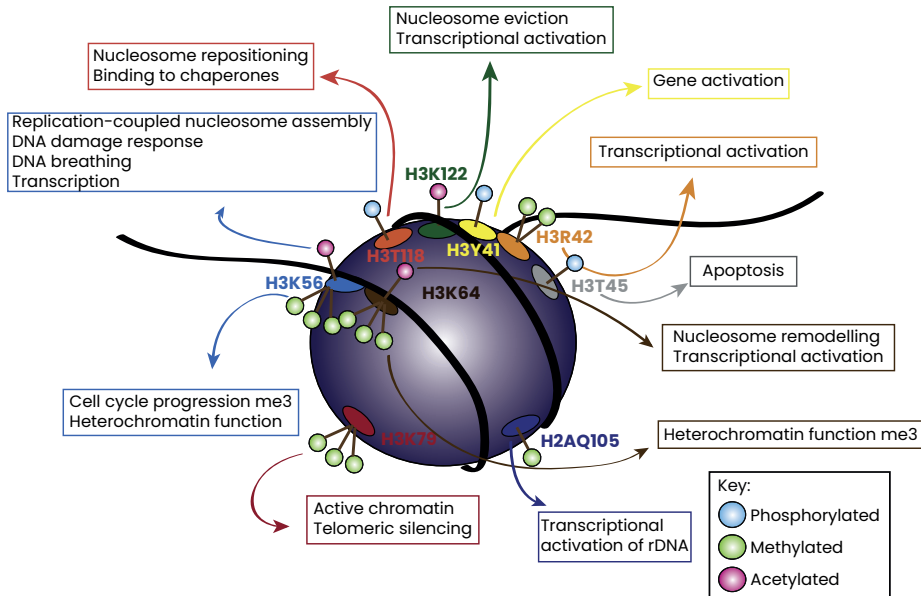 Nucleosome eviction
Transcriptional activation
Nucleosome repositioning
Binding to chaperones
Gene activation
Replication-coupled nucleosome assembly
DNA damage response
DNA breathing
Transcription
Transcriptional activation
H3K122
H3T118
H3Y41
H3R42
H3K56
H3K64
H3T45
Apoptosis
Nucleosome remodelling
Transcriptional activation
Cell cycle progression me3
Heterochromatin function
H3K79
H2AQ105
Heterochromatin function me3
Active chromatin
Telomeric silencing
Transcriptional
activation of rDNA
Key:
Phosphorylated
Methylated
Acetylated